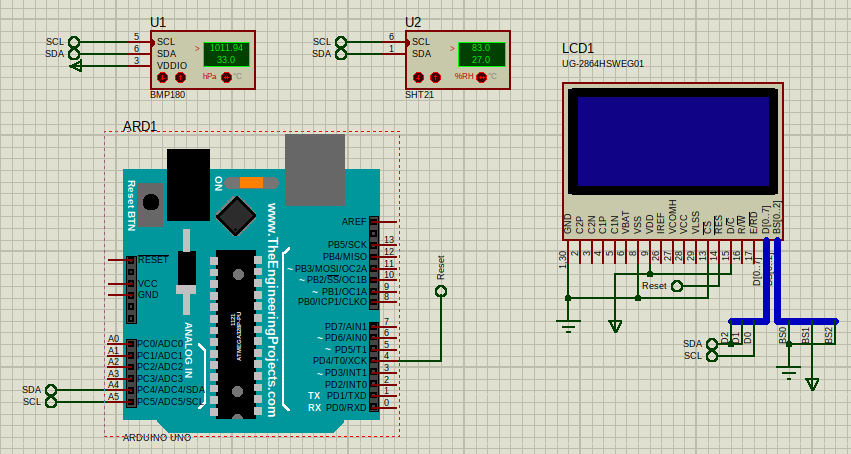 U1
SCL
SDA
5
6
3
SCL
SDA
VDDIO
>
1011.94
33.0
hPa
°C
BMP180
U2
SCL
SDA
6
1
SCL
SDA
>
83.0
27.0
%RH
°C
SHT21
LCD1
UG-2864HSWEG01
GND
C2P
C2N
C1P
C1N
VBAT
VSS
VDD
IREF
VCOMH
VCC
VLSS
CS
RES
D/C
R/W
E/RD
D[0..7]
BS[0..2]
1,30
2
3
4
5
6
8
9
26
27
28
29
13
14
15
16
17
D[0..7]
Reset
D2
D1
D0
BS0
BS1
BS2
SDA
SCL
ARD1
Reset BTN
ON
www.TheEngineeringProjects.com
1121
ATMEGA328P-PU
ANALOG IN
RESET
VCC
GND
A0
A1
A2
A3
A4
A5
PC0/ADC0
PC1/ADC1
PC2/ADC2
PC3/ADC3
PC4/ADC4/SDA
PC5/ADC5/SCL
SDA
SCL
AREF
PB5/SCK
PB4/MISO
~ PB3/MOSI/OC2A
~ PB2/SS/OC1B
~ PB1/OC1A
PB0/ICP1/CLKO
13
12
11
10
9
8
PD7/AIN1
~ PD6/AIN0
~ PD5/T1
PD4/T0/XCK
~ PD3/INT1
PD2/INT0
TX PD1/TXD
RX PD0/RXD
7
6
5
4
3
2
1
0
Reset
ARDUINO UNO